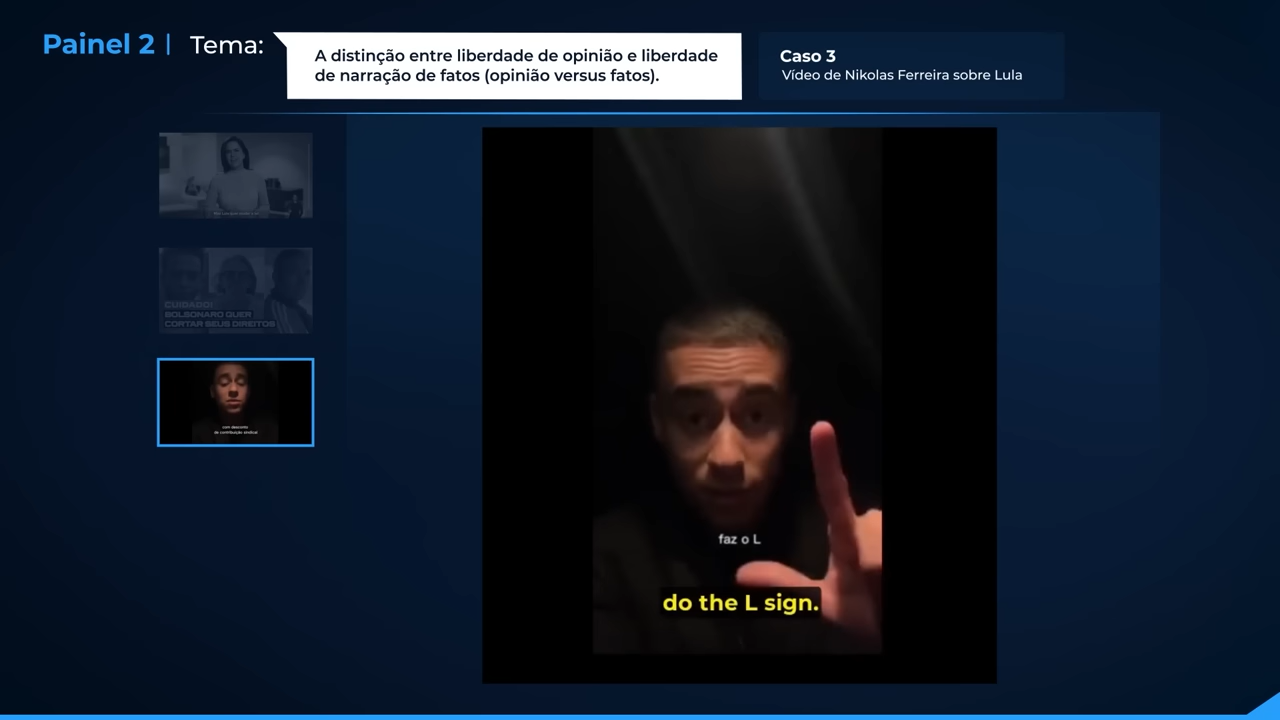 Painel 2 | Tema:
A distinção entre liberdade de opinião e liberdade
de narração de fatos (opinião versus fatos).
Caso 3
Vídeo de Nikolas Ferreira sobre Lula
CUIDADO!
BOLSONARO QUER
CORTAR SEUS DIREITOS
com desconto
de contribuição sindical
faz o L
do the L sign.